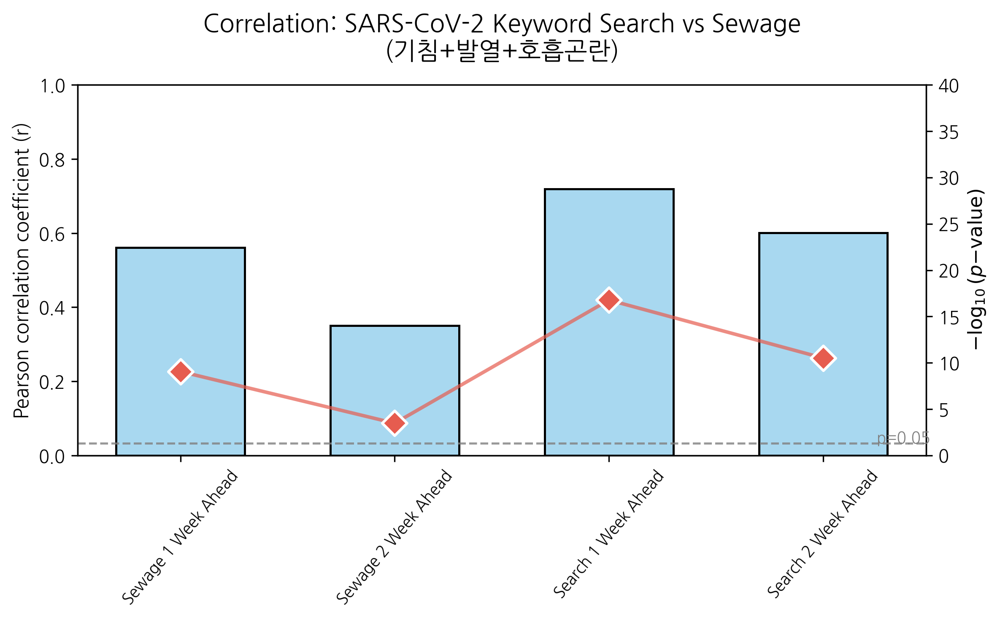 Correlation: SARS-CoV-2 Keyword Search vs Sewage
(기침+발열+호흡곤란)
Pearson correlation coefficient (r)
1.0
0.8
0.6
0.4
0.2
0.0
40
35
30
25
20
15
10
5
0
−log₁₀(p−value)
p=0.05
Sewage 1 Week Ahead
Sewage 2 Week Ahead
Search 1 Week Ahead
Search 2 Week Ahead